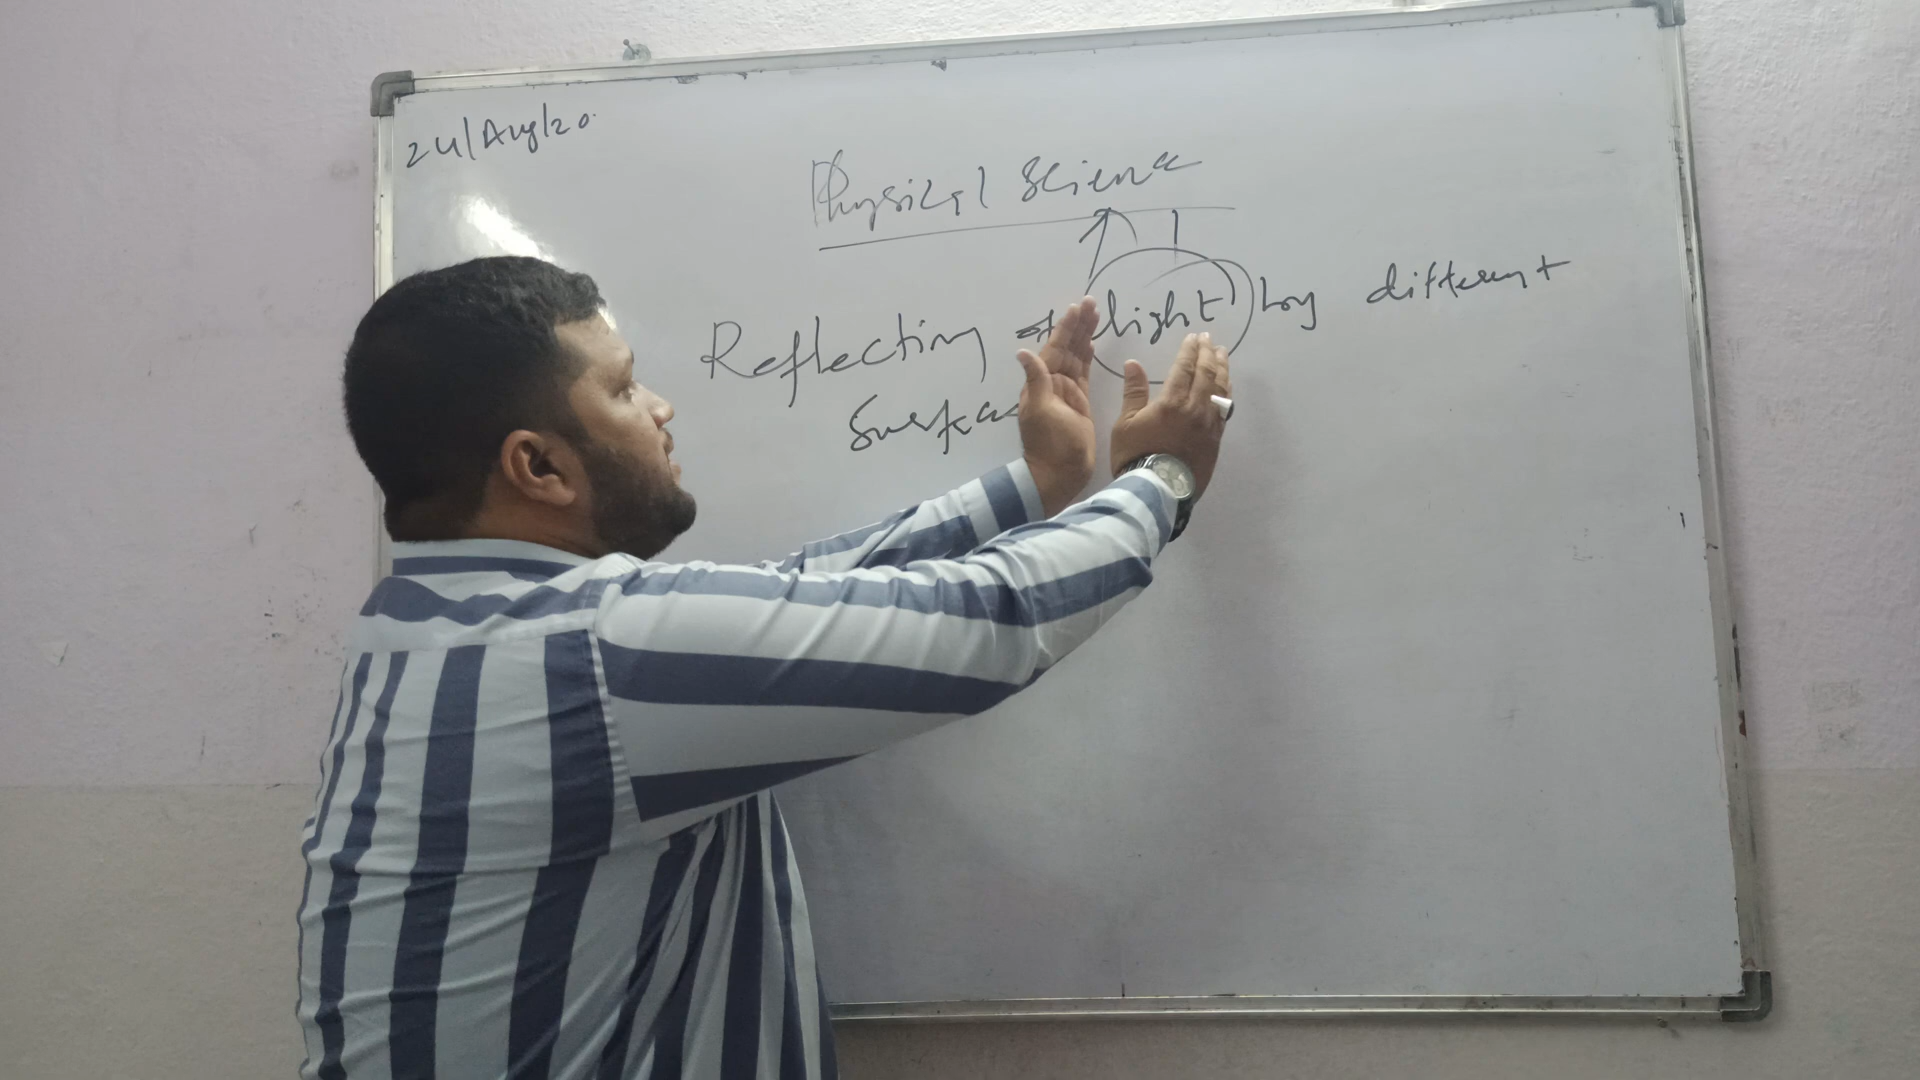 24/Aug/20.
Physical Science
Reflecting of light by different
Surface